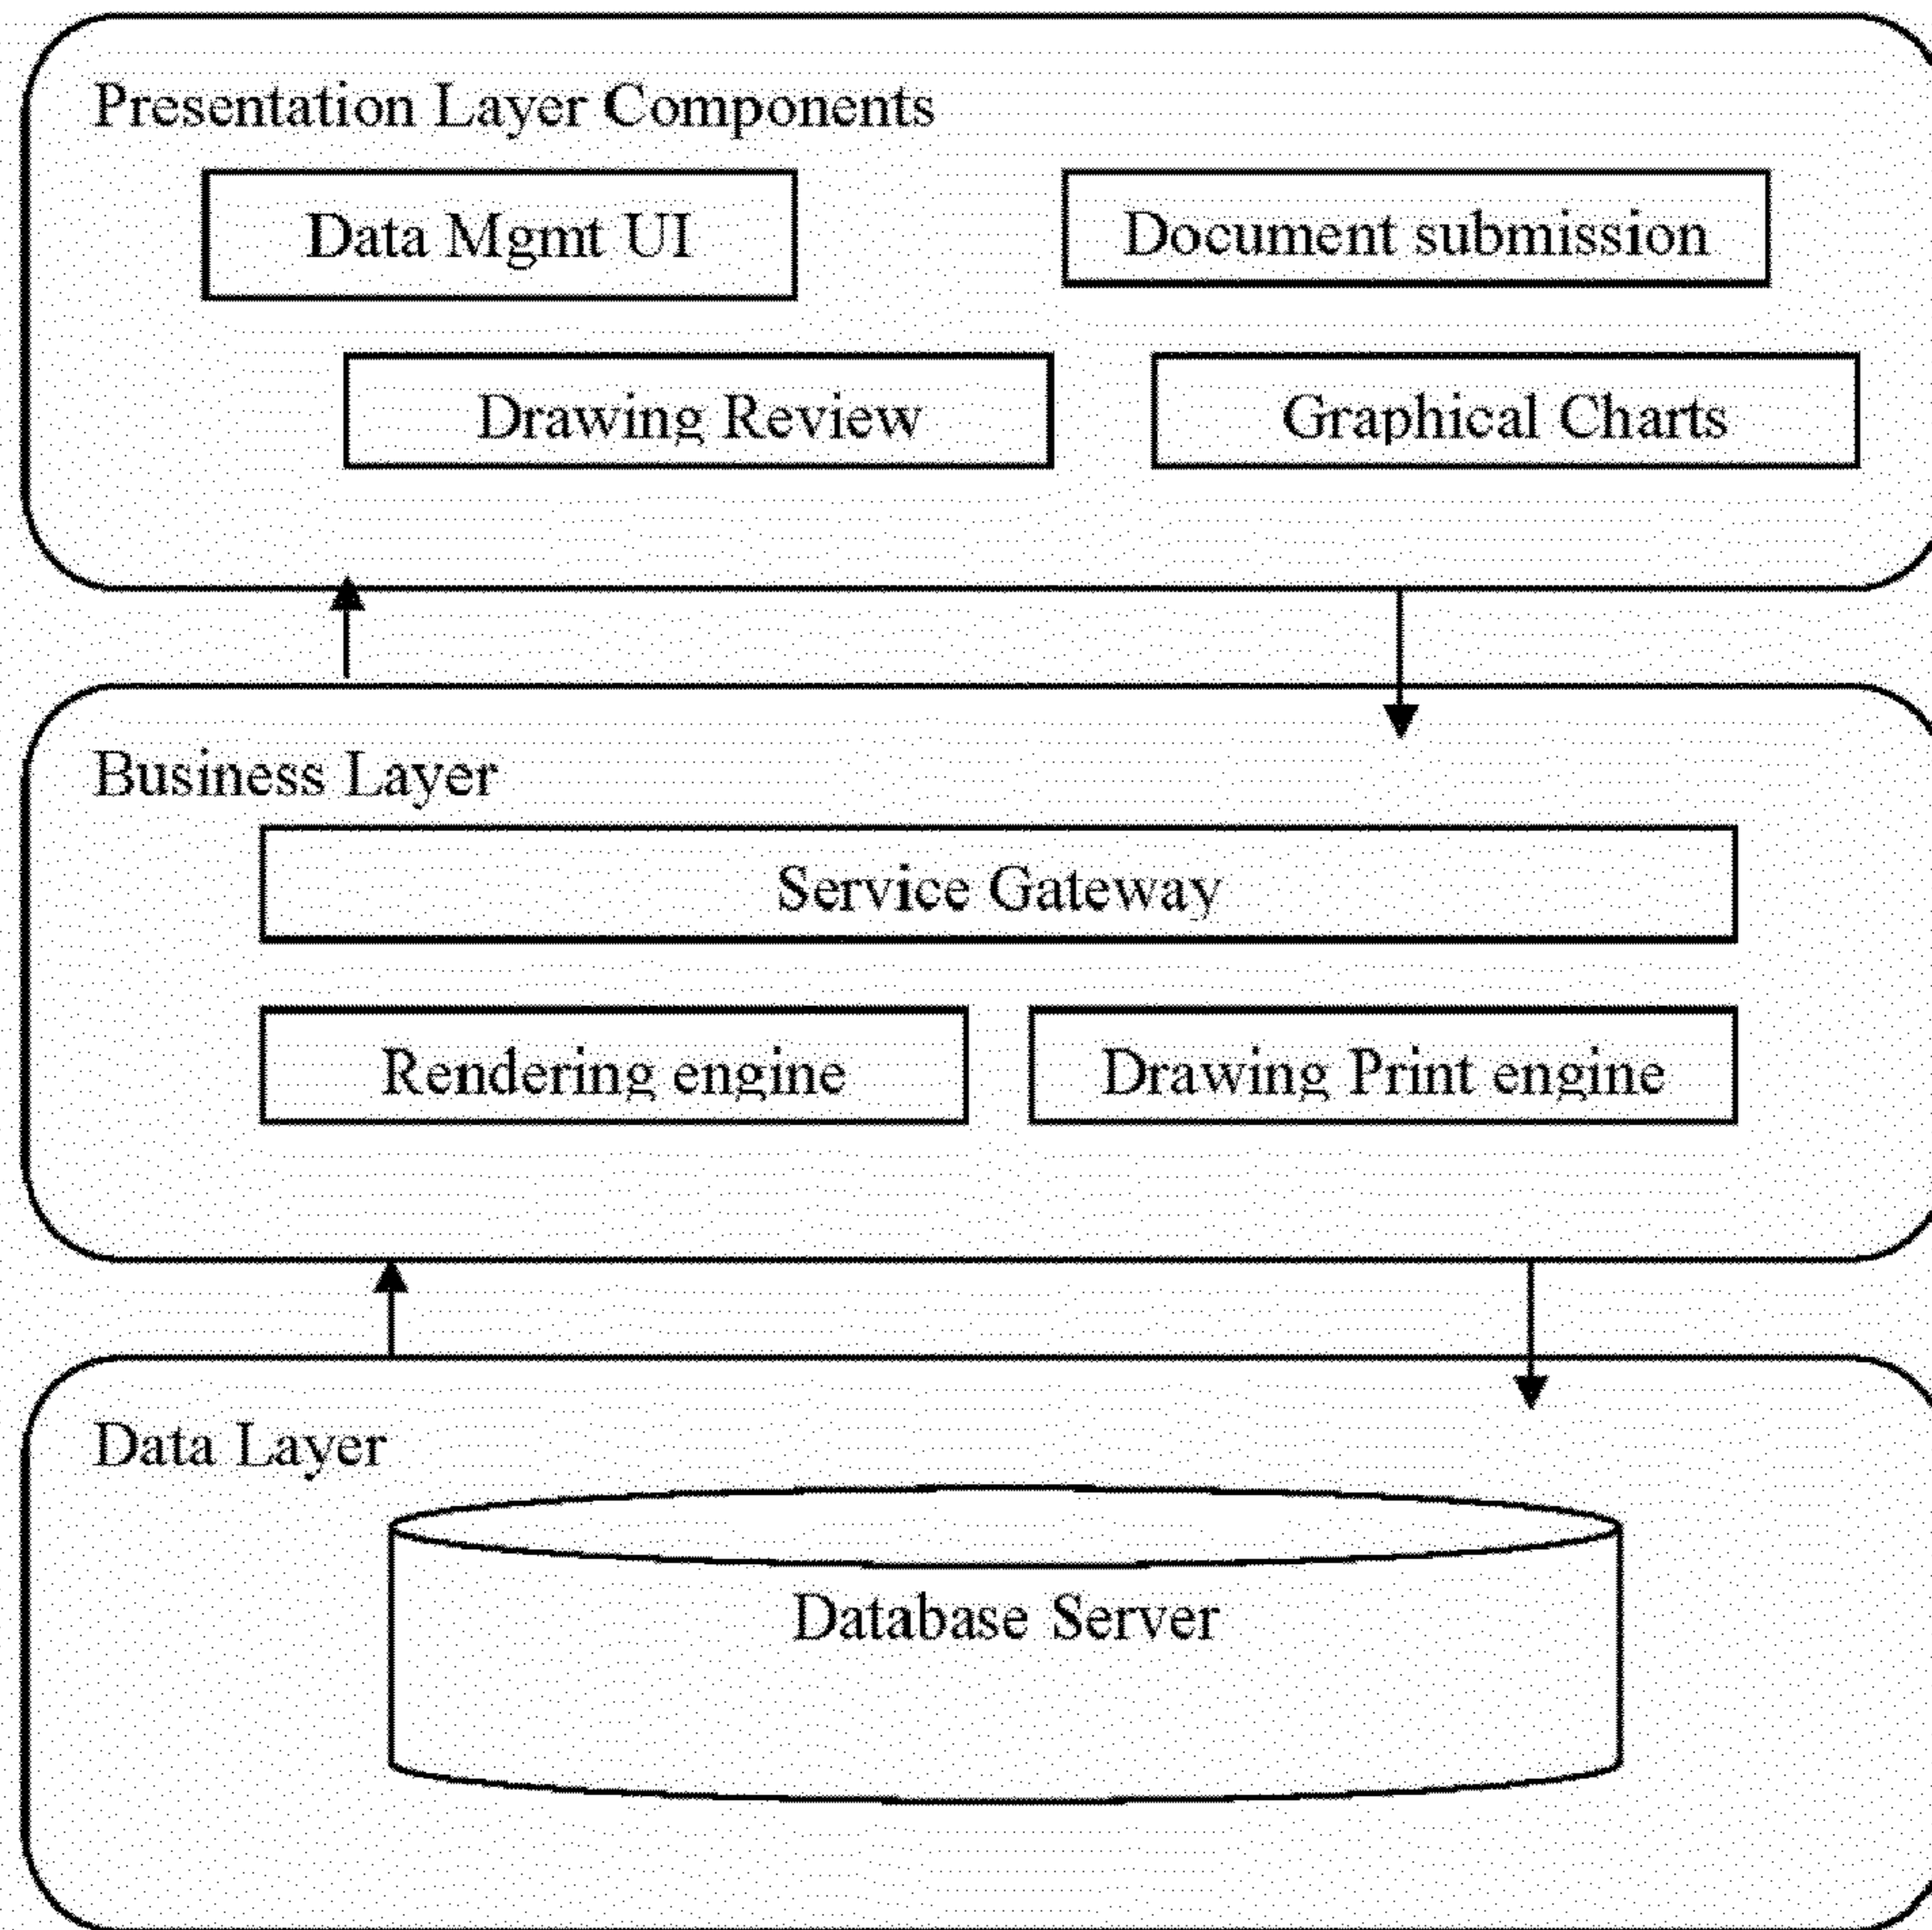 Presentation Layer Components
Data Mgmt UI
Document submission
Drawing Review
Graphical Charts
Business Layer
Service Gateway
Rendering engine
Drawing Print engine
Data Layer
Database Server